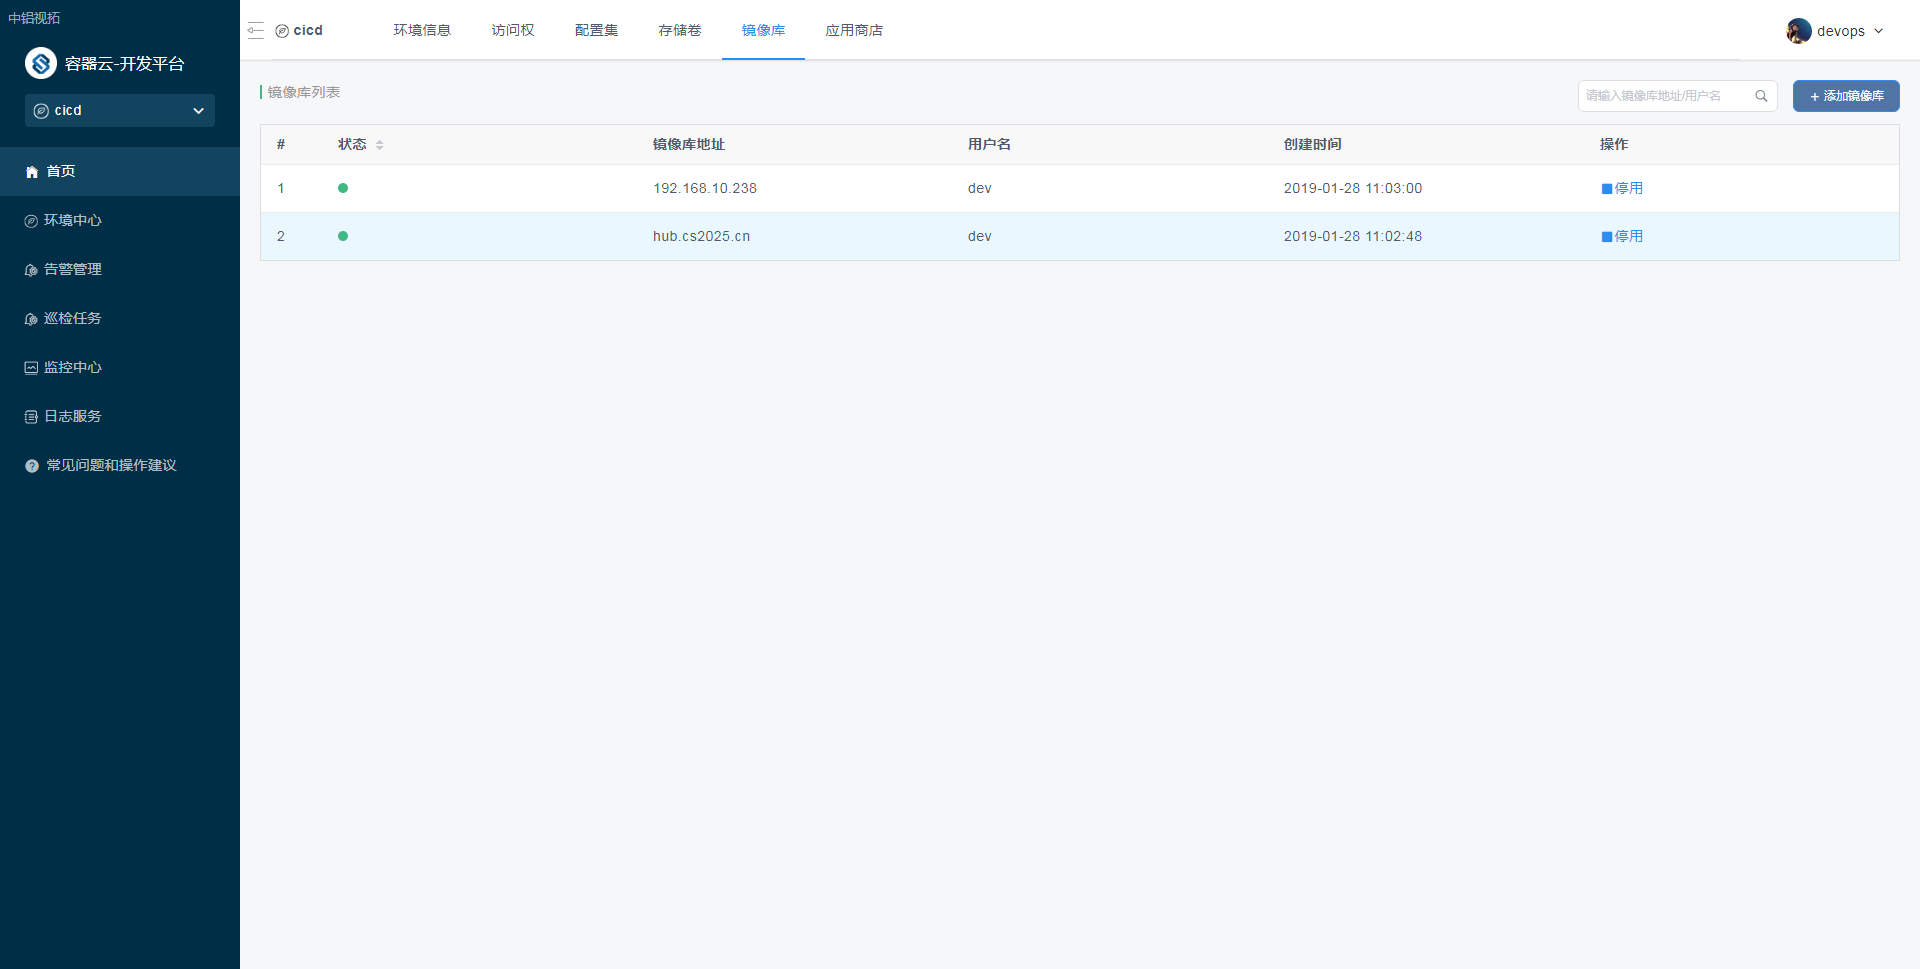 中铝视拓
容器云-开发平台
cicd
首页
环境中心
告警管理
巡检任务
监控中心
日志服务
常见问题和操作建议
cicd 环境信息 访问权 配置集 存储卷 镜像库 应用商店 devops
镜像库列表
请输入镜像库地址/用户名
+ 添加镜像库
# 状态 镜像库地址 用户名 创建时间 操作
1 192.168.10.238 dev 2019-01-28 11:03:00 停用
2 hub.cs2025.cn dev 2019-01-28 11:02:48 停用